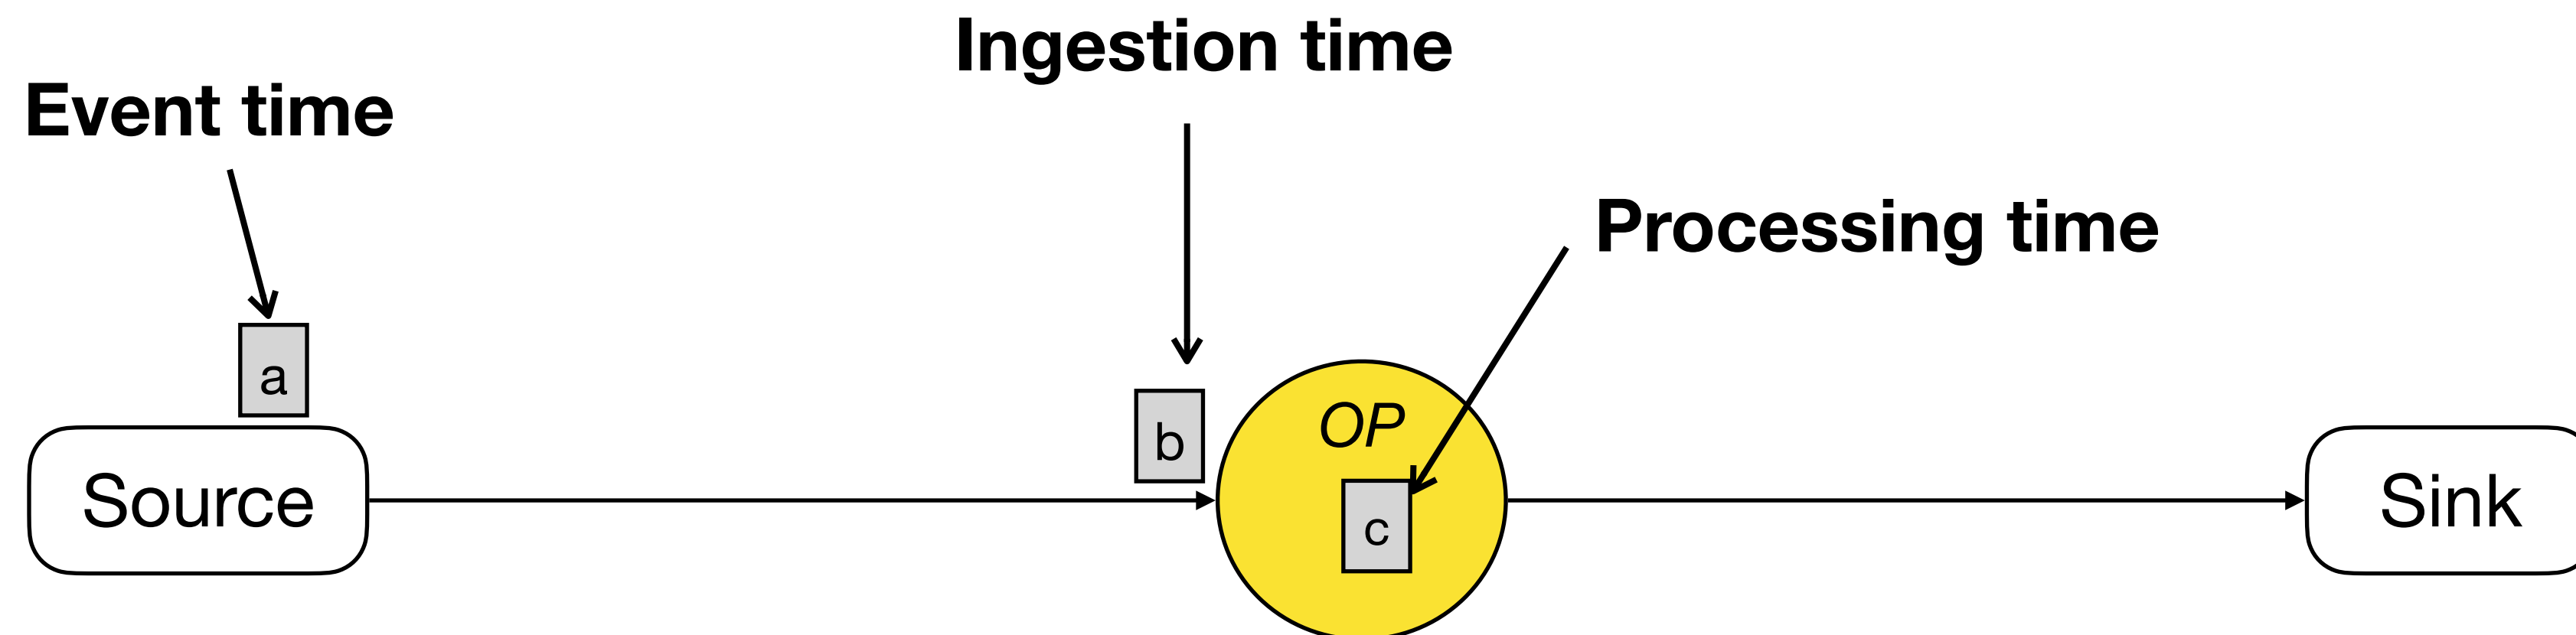 Ingestion time
Event time
Processing time
a
b
OP
c
Source
Sink